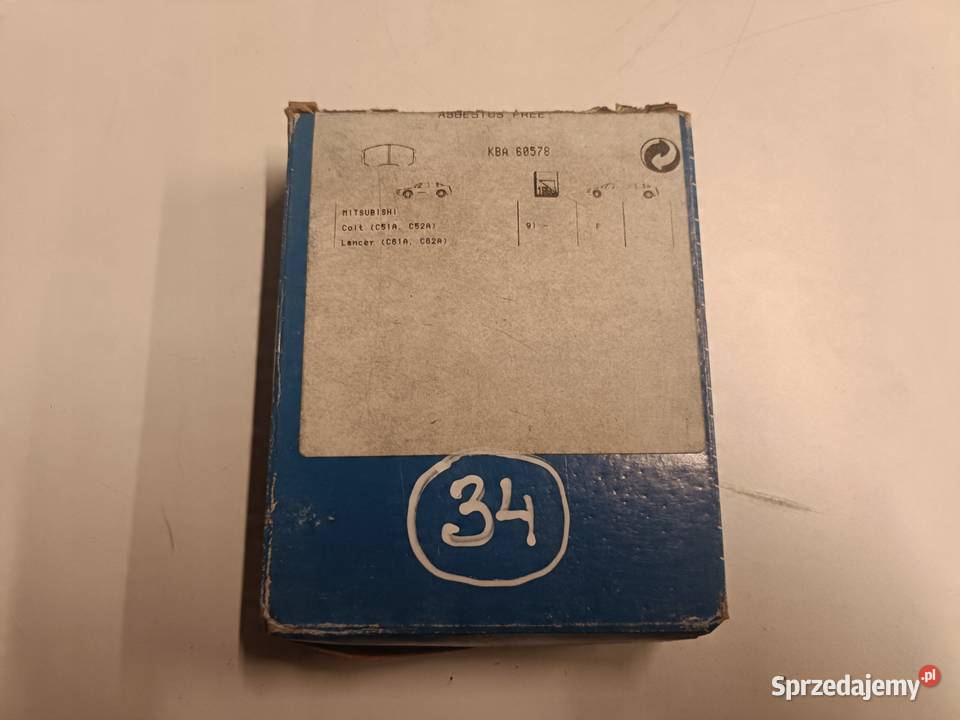 ASBESTOS FREE
KBA 60578
MITSUBISHI
Colt (C51A, C52A) 91 - F
Lancer (C61A, C62A)
34
Sprzedajemy.pl